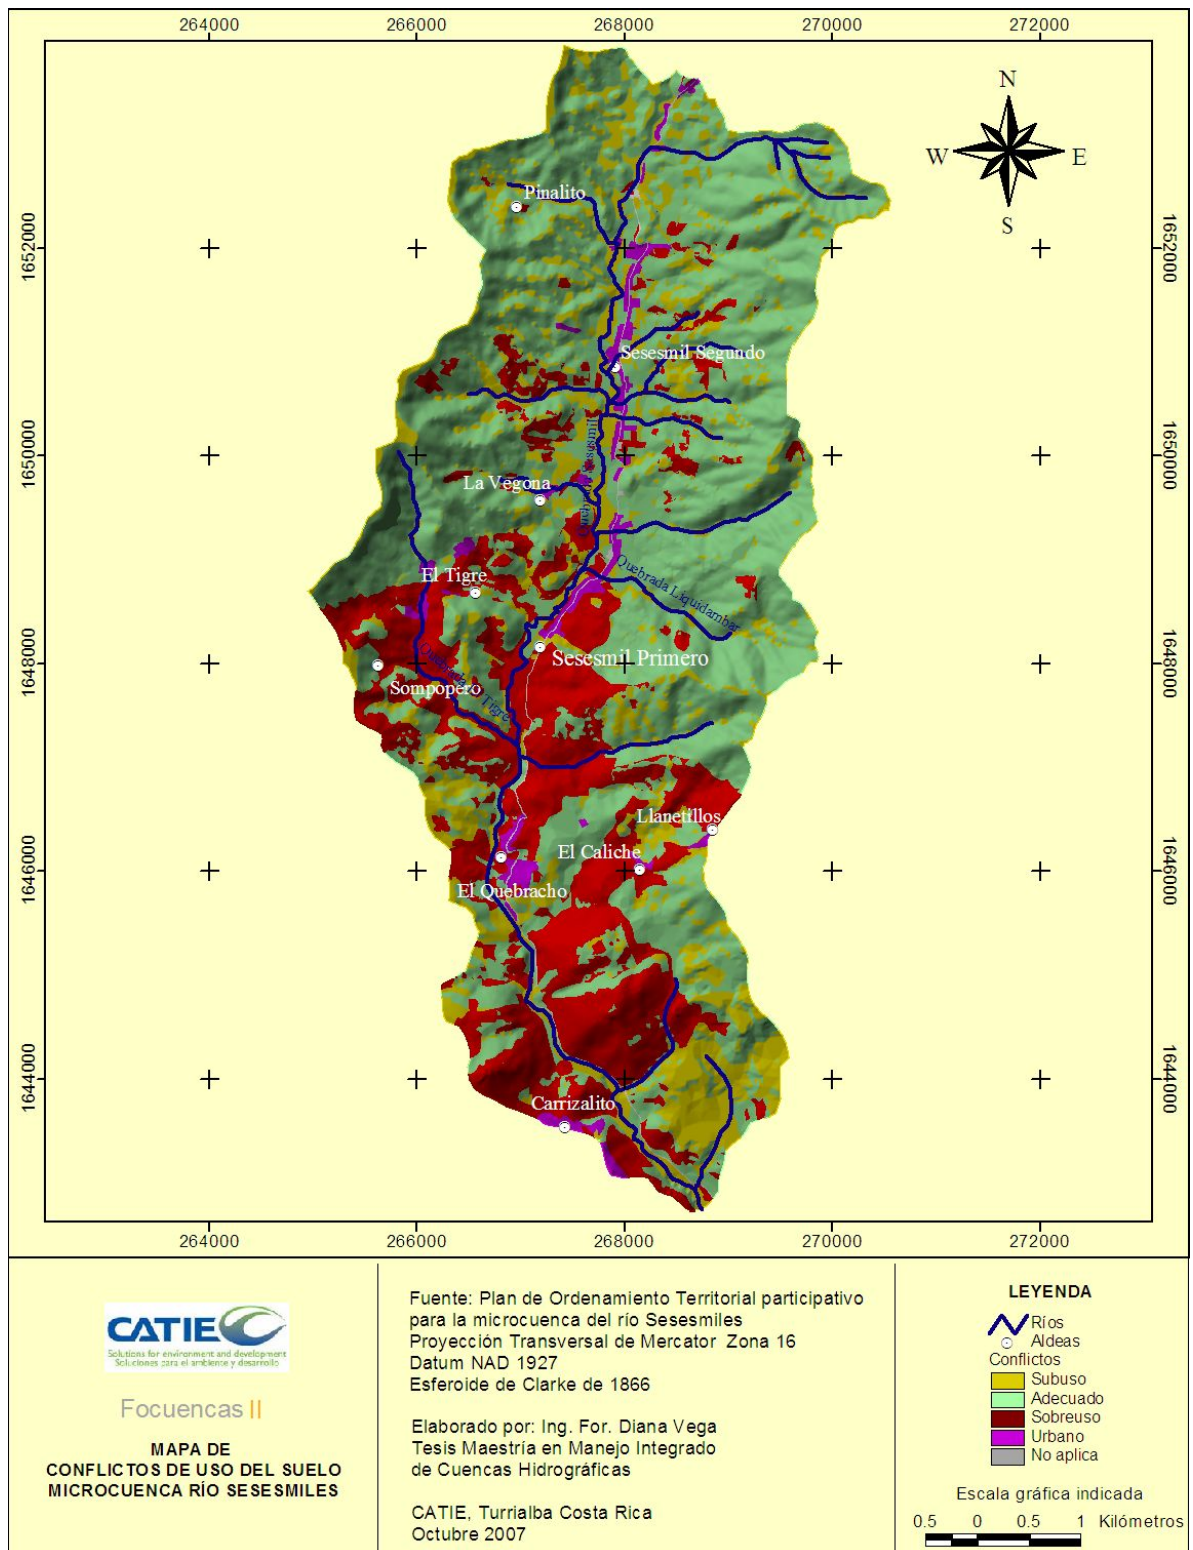 264000 266000 268000 270000 272000
N
W E
S
1652000 1652000
1650000 1650000
1648000 1648000
1646000 1646000
1644000 1644000
Pinalito
Sesesmil Segundo
Sesesmil
La Vegona
Quebrada Liquidambar
El Tigre
Sesesmil Primero
Quebrada
Tigre
Sompopero
Llanetillos
El Caliche
El Quebracho
Carrizalito
264000 266000 268000 270000 272000
CATIE
Solutions for environment and development
Soluciones para el ambiente y desarrollo
Focuencas II
MAPA DE
CONFLICTOS DE USO DEL SUELO
MICROCUENCA RÍO SESESMILES
Fuente: Plan de Ordenamiento Territorial participativo
para la microcuenca del río Sesesmiles
Proyección Transversal de Mercator Zona 16
Datum NAD 1927
Esferoide de Clarke de 1866
Elaborado por: Ing. For. Diana Vega
Tesis Maestría en Manejo Integrado
de Cuencas Hidrográficas
CATIE, Turrialba Costa Rica
Octubre 2007
LEYENDA
Ríos
Aldeas
Conflictos
Subuso
Adecuado
Sobreuso
Urbano
No aplica
Escala gráfica indicada
0.5 0 0.5 1 Kilómetros